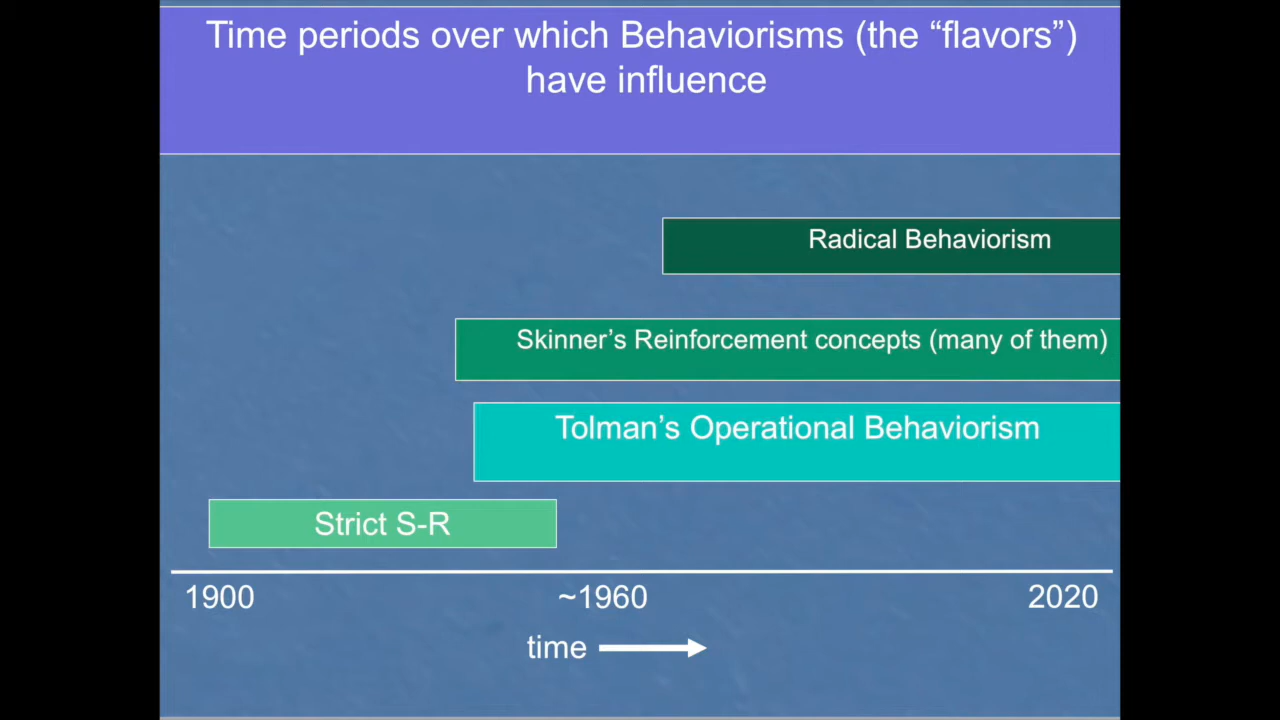 Time periods over which Behaviorisms (the “flavors”)
have influence
Radical Behaviorism
Skinner’s Reinforcement concepts (many of them)
Tolman’s Operational Behaviorism
Strict S-R
1900
~1960
2020
time